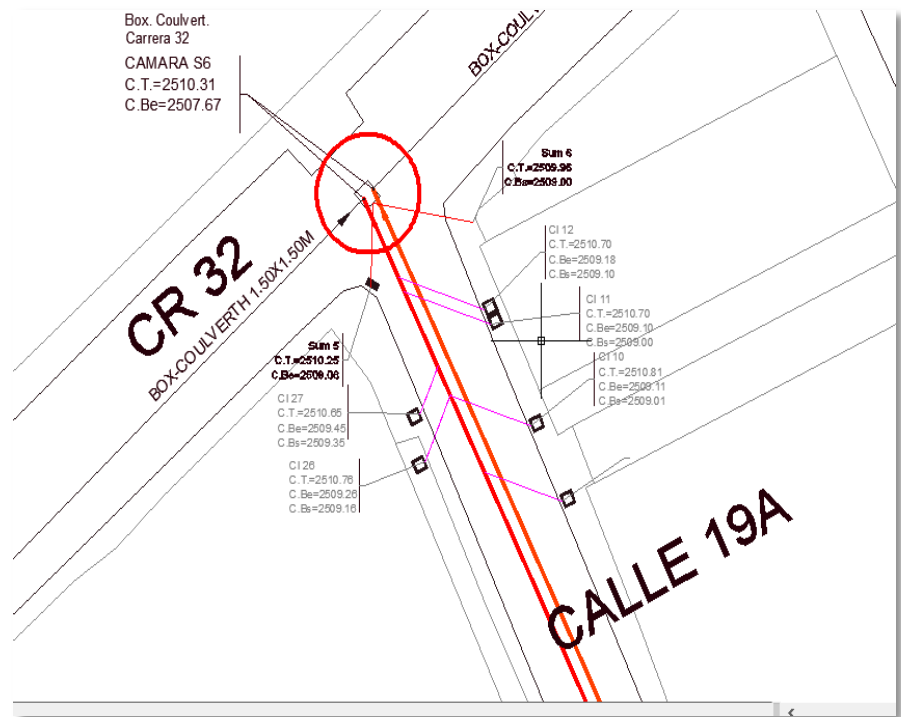 Box. Coulvert.
Carrera 32
CAMARA S6
C.T.=2510.31
C.Be=2507.67
BOX-COULV
Sum 6
C.T.=2509.96
C.Bs=2509.00
CI 12
C.T.=2510.70
C.Be=2509.18
C.Bs=2509.10
CI 11
C.T.=2510.70
C.Be=2509.10
C.Bs=2509.00
CI 10
C.T.=2510.81
C.Be=2509.11
C.Bs=2509.01
CR 32
BOX-COULVERTH 1.50X1.50M
Sum 5
C.T.=2510.25
CI 27
C.T.=2510.65
C.Be=2509.45
C.Bs=2509.35
CI 26
C.T.=2510.76
C.Be=2509.26
C.Bs=2509.16
CALLE 19A